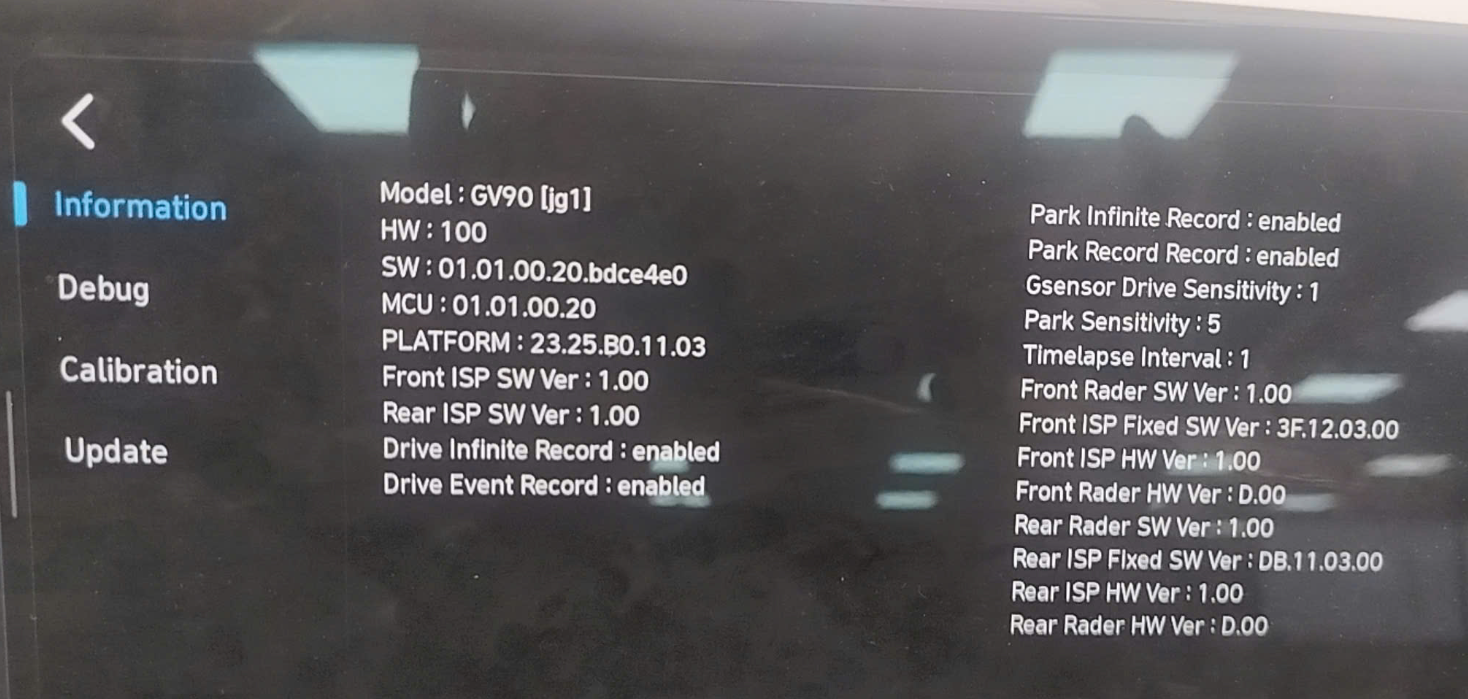 Information
Debug
Calibration
Update
Model : GV90 [jg1]
HW : 100
SW : 01.01.00.20.bdce4e0
MCU : 01.01.00.20
PLATFORM : 23.25.B0.11.03
Front ISP SW Ver : 1.00
Rear ISP SW Ver : 1.00
Drive Infinite Record : enabled
Drive Event Record : enabled
Park Infinite Record : enabled
Park Record Record : enabled
Gsensor Drive Sensitivity : 1
Park Sensitivity : 5
Timelapse Interval : 1
Front Rader SW Ver : 1.00
Front ISP Fixed SW Ver : 3F.12.03.00
Front ISP HW Ver : 1.00
Front Rader HW Ver : D.00
Rear Rader SW Ver : 1.00
Rear ISP Fixed SW Ver : DB.11.03.00
Rear ISP HW Ver : 1.00
Rear Rader HW Ver : D.00